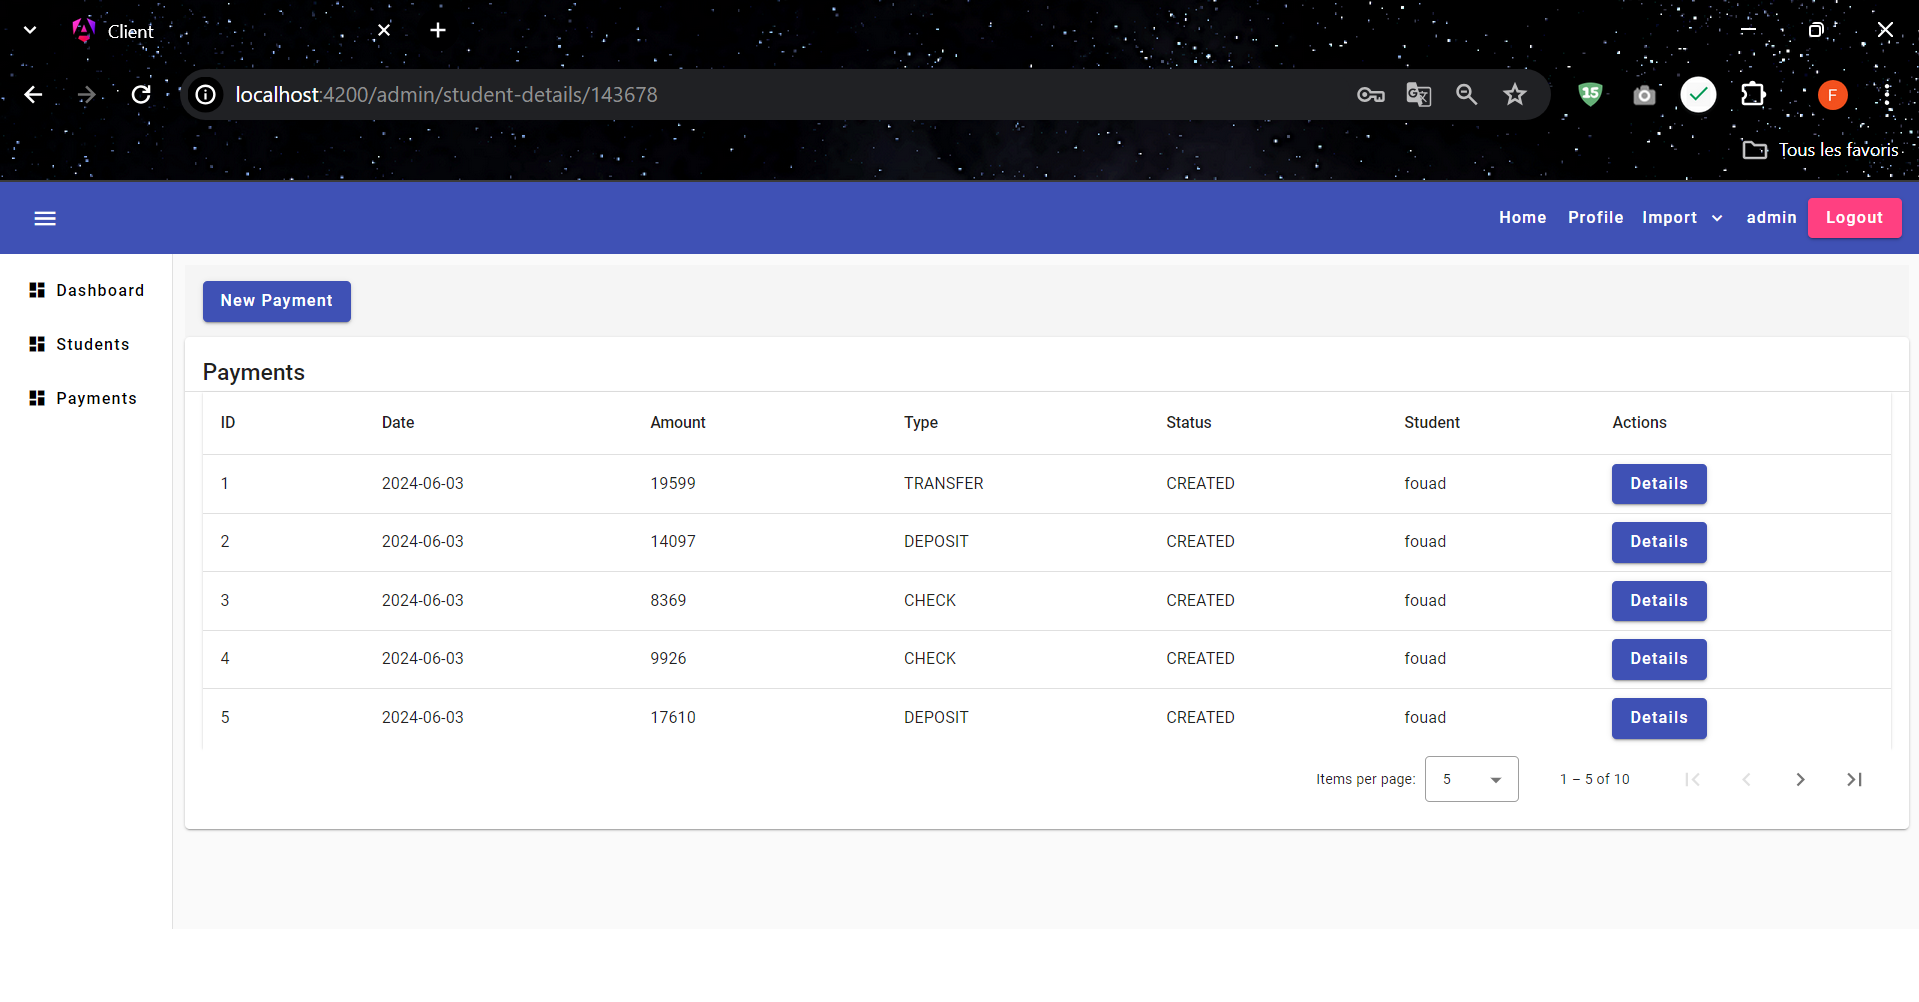 Client
localhost:4200/admin/student-details/143678
15
F
Tous les favoris
Home Profile Import admin Logout
Dashboard
Students
Payments
New Payment
Payments
ID Date Amount Type Status Student Actions
1 2024-06-03 19599 TRANSFER CREATED fouad Details
2 2024-06-03 14097 DEPOSIT CREATED fouad Details
3 2024-06-03 8369 CHECK CREATED fouad Details
4 2024-06-03 9926 CHECK CREATED fouad Details
5 2024-06-03 17610 DEPOSIT CREATED fouad Details
Items per page: 5 1 – 5 of 10